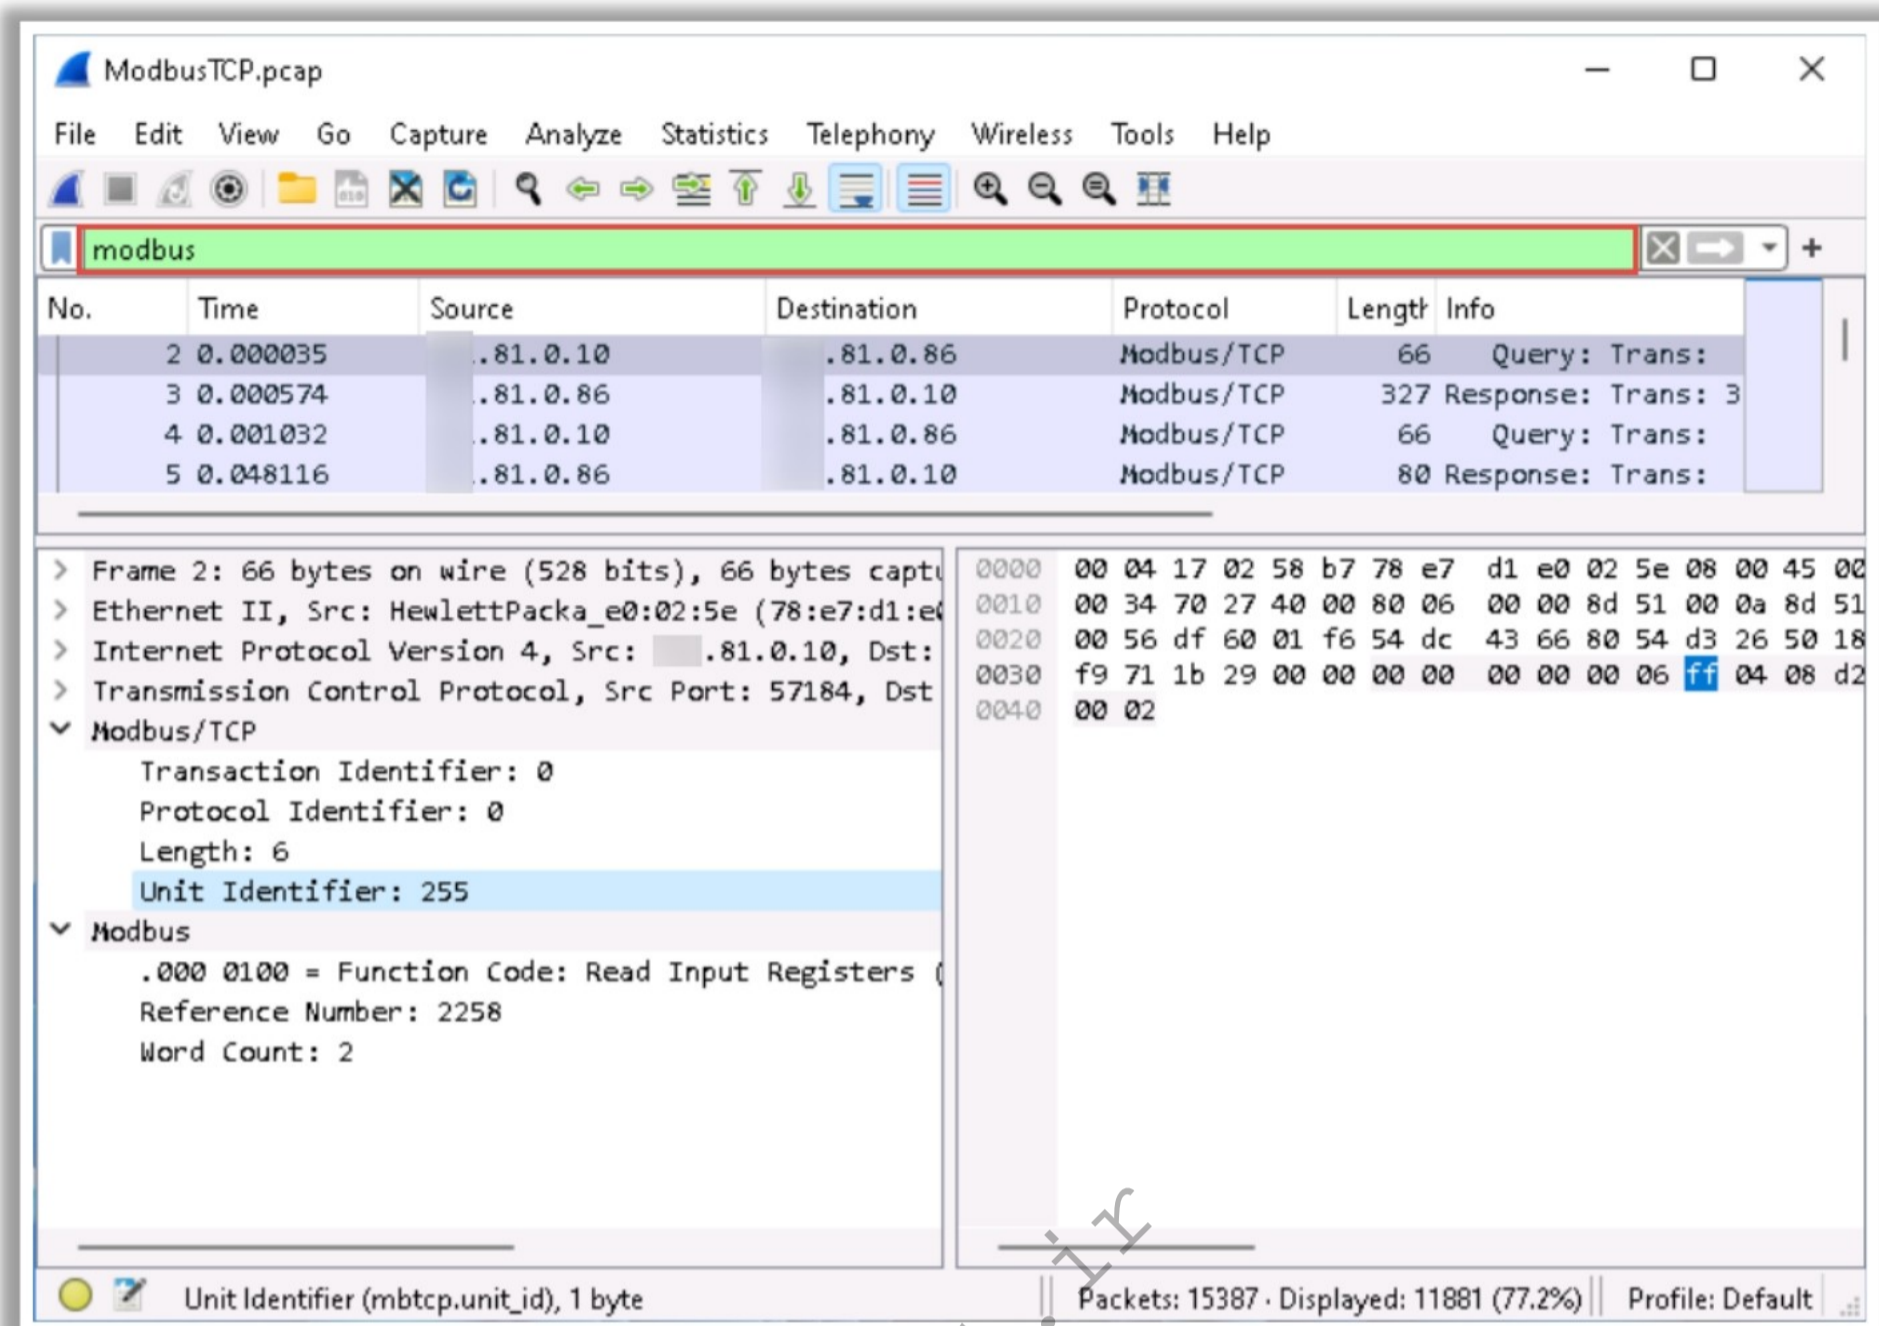 ModbusTCP.pcap
File Edit View Go Capture Analyze Statistics Telephony Wireless Tools Help
modbus
No. Time Source Destination Protocol Length Info
2 0.000035 .81.0.10 .81.0.86 Modbus/TCP 66 Query: Trans:
3 0.000574 .81.0.86 .81.0.10 Modbus/TCP 327 Response: Trans: 3
4 0.001032 .81.0.10 .81.0.86 Modbus/TCP 66 Query: Trans:
5 0.048116 .81.0.86 .81.0.10 Modbus/TCP 80 Response: Trans:
Frame 2: 66 bytes on wire (528 bits), 66 bytes captu
Ethernet II, Src: HewlettPacka_e0:02:5e (78:e7:d1:e0
Internet Protocol Version 4, Src: .81.0.10, Dst:
Transmission Control Protocol, Src Port: 57184, Dst
Modbus/TCP
Transaction Identifier: 0
Protocol Identifier: 0
Length: 6
Unit Identifier: 255
Modbus
.000 0100 = Function Code: Read Input Registers (
Reference Number: 2258
Word Count: 2
0000 00 04 17 02 58 b7 78 e7 d1 e0 02 5e 08 00 45 00
0010 00 34 70 27 40 00 80 06 00 00 8d 51 00 0a 8d 51
0020 00 56 df 60 01 f6 54 dc 43 66 80 54 d3 26 50 18
0030 f9 71 1b 29 00 00 00 00 00 00 00 06 ff 04 08 d2
0040 00 02
.ir
Unit Identifier (mbtcp.unit_id), 1 byte
Packets: 15387 · Displayed: 11881 (77.2%)
Profile: Default